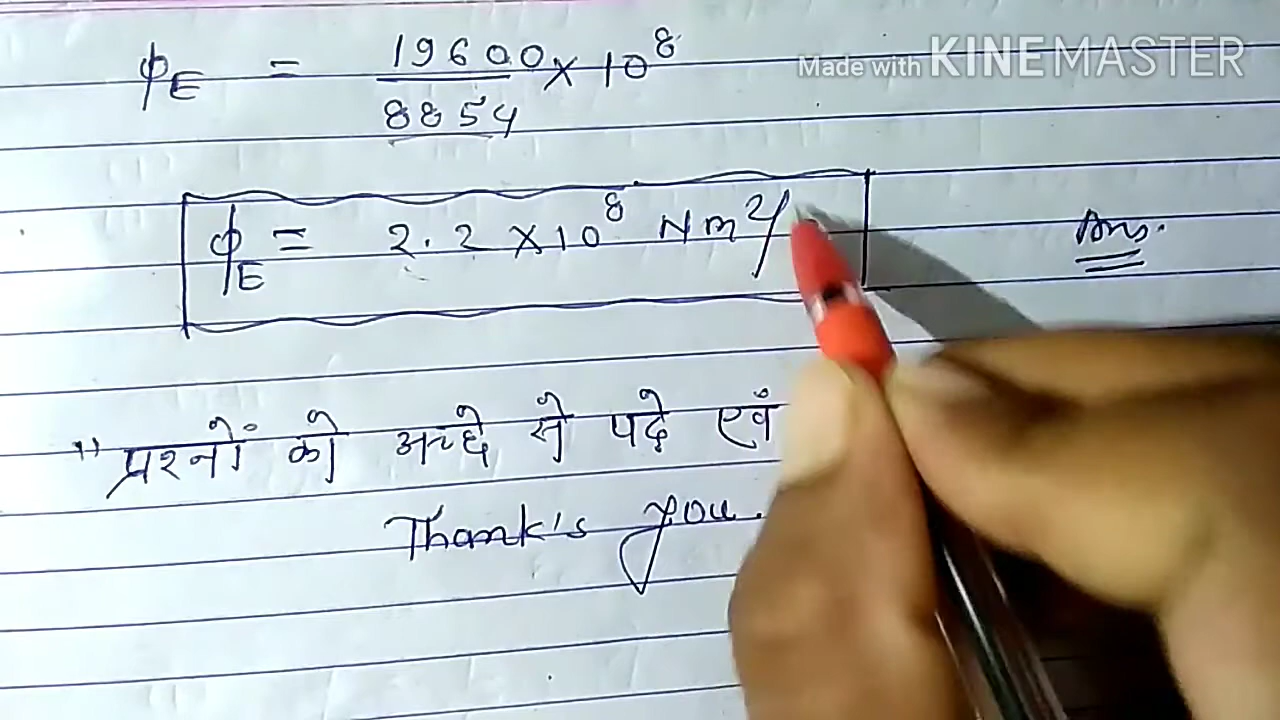 Made with KINEMASTER
ϕE = 19600/8854 × 10⁸
ϕE = 2.2 × 10⁸ Nm²/
Ans.
" प्रश्नों को अच्छे से पढे एवं
Thank's you.